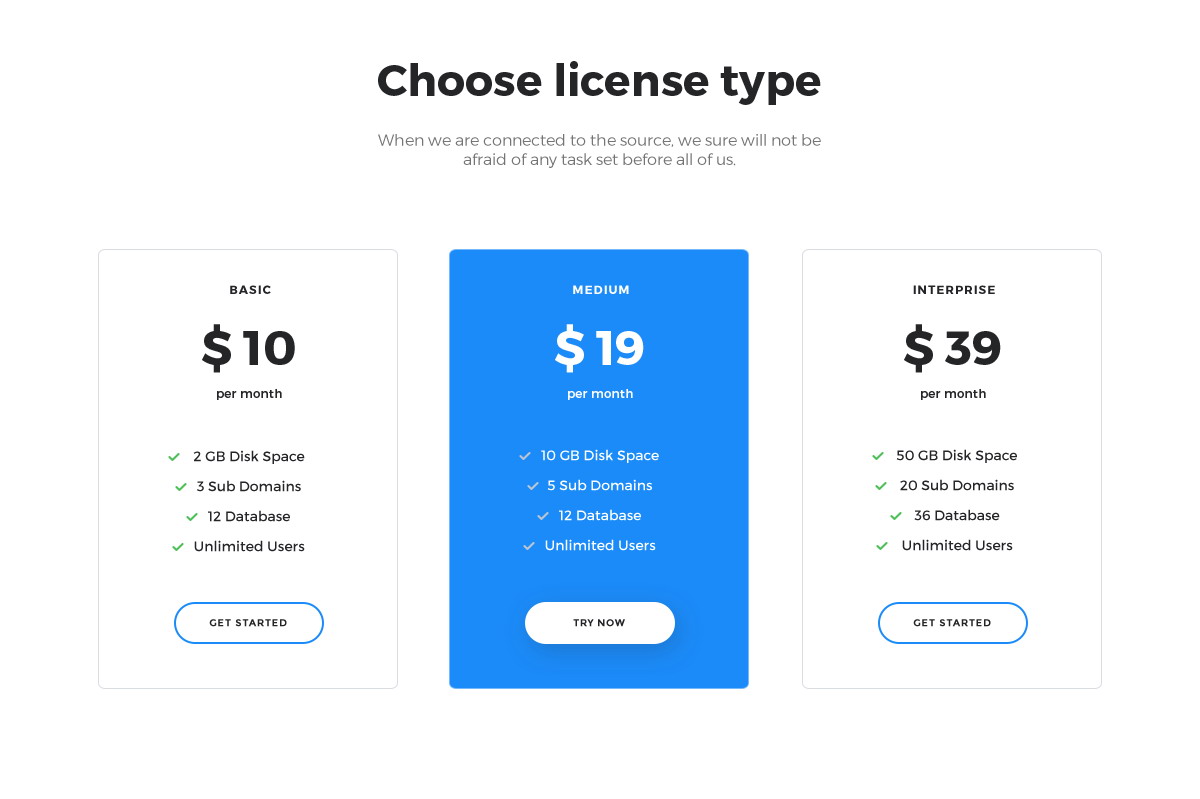 Choose license type
When we are connected to the source, we sure will not be
afraid of any task set before all of us.
BASIC
$ 10
per month
2 GB Disk Space
3 Sub Domains
12 Database
Unlimited Users
GET STARTED
MEDIUM
$ 19
per month
10 GB Disk Space
5 Sub Domains
12 Database
Unlimited Users
TRY NOW
INTERPRISE
$ 39
per month
50 GB Disk Space
20 Sub Domains
36 Database
Unlimited Users
GET STARTED